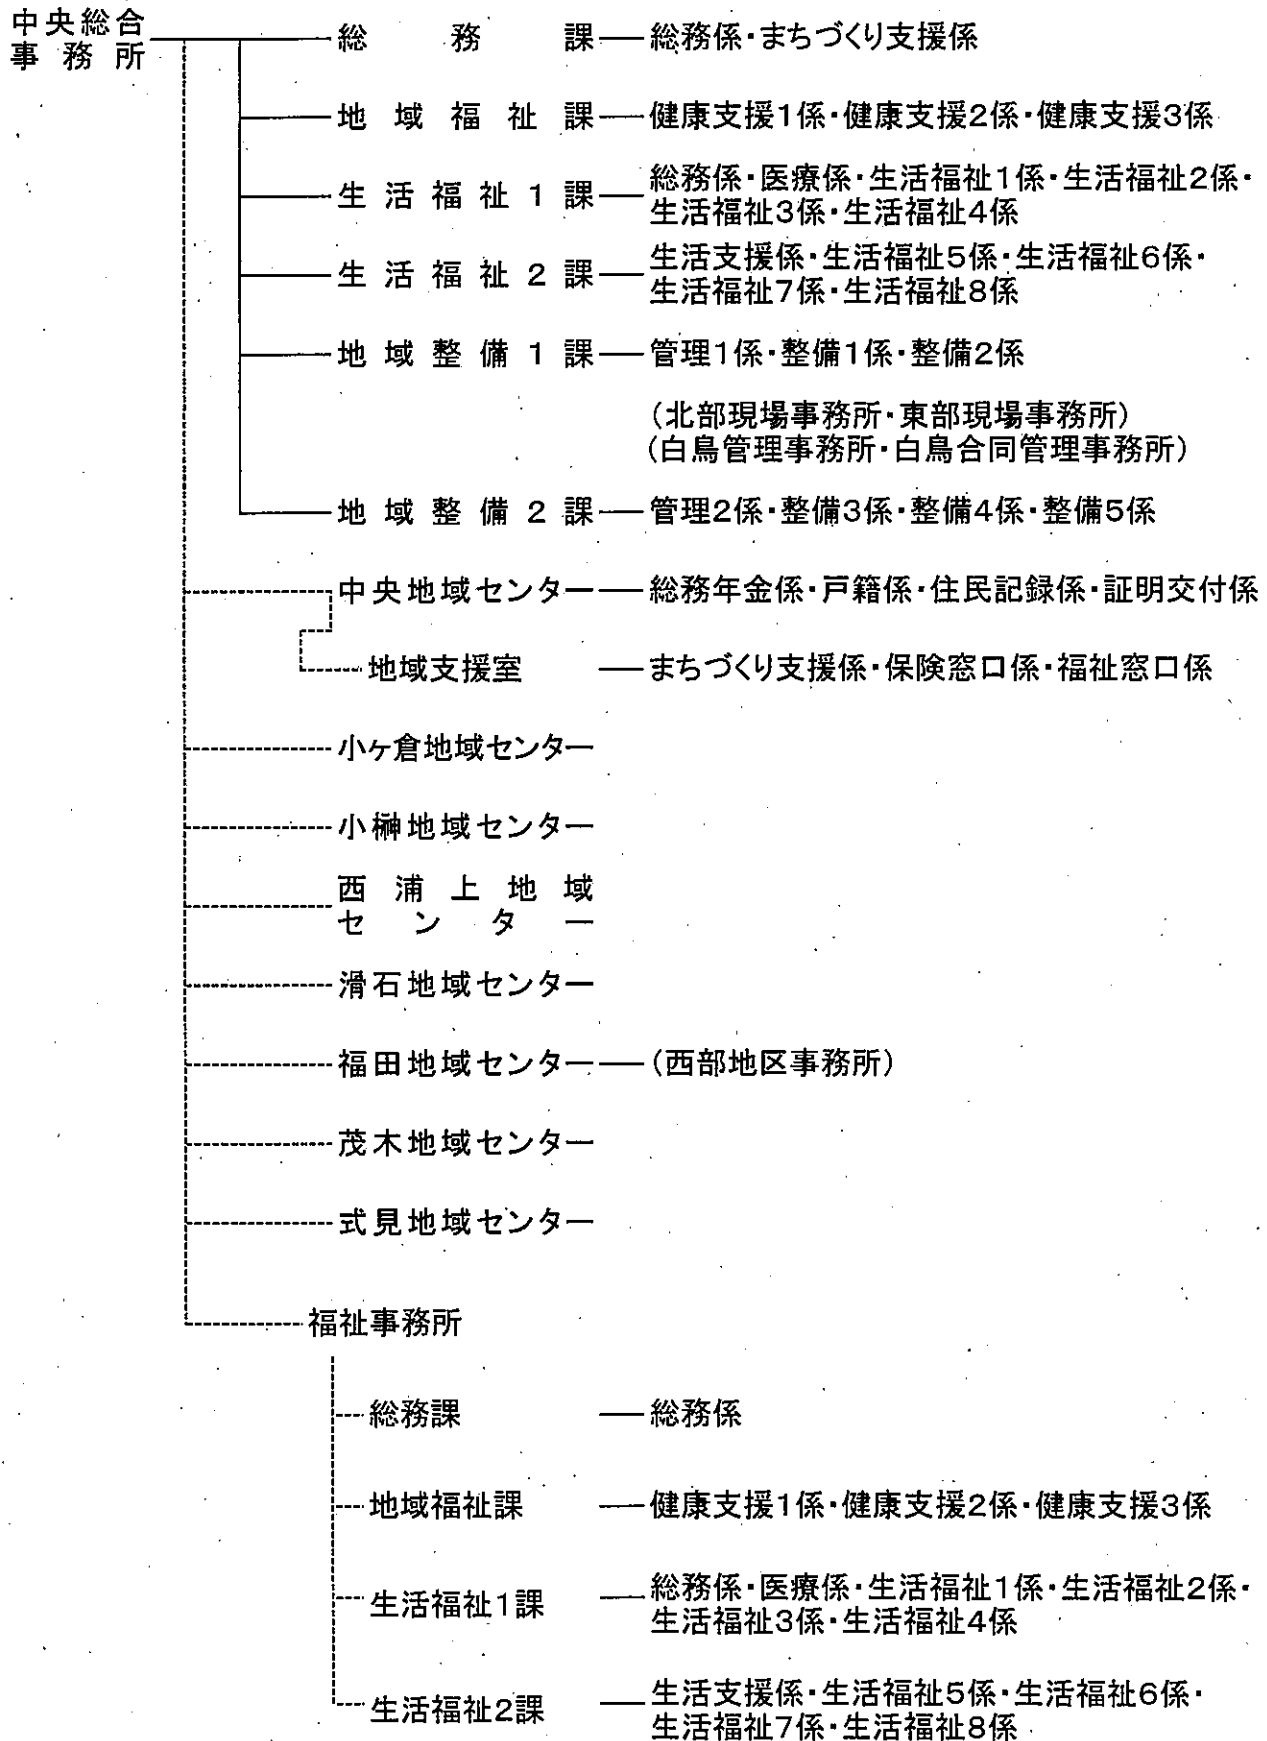 中央総合
事務所
総務課―総務係・まちづくり支援係
地域福祉課―健康支援1係・健康支援2係・健康支援3係
生活福祉1課―総務係・医療係・生活福祉1係・生活福祉2係・
生活福祉3係・生活福祉4係
生活福祉2課―生活支援係・生活福祉5係・生活福祉6係・
生活福祉7係・生活福祉8係
地域整備1課―管理1係・整備1係・整備2係
(北部現場事務所・東部現場事務所)
(白鳥管理事務所・白鳥合同管理事務所)
地域整備2課―管理2係・整備3係・整備4係・整備5係
中央地域センター―総務年金係・戸籍係・住民記録係・証明交付係
地域支援室―まちづくり支援係・保険窓口係・福祉窓口係
小ヶ倉地域センター
小榊地域センター
西浦上地域
センター
滑石地域センター
福田地域センター―(西部地区事務所)
茂木地域センター
式見地域センター
福祉事務所
総務課―総務係
地域福祉課―健康支援1係・健康支援2係・健康支援3係
生活福祉1課―総務係・医療係・生活福祉1係・生活福祉2係・
生活福祉3係・生活福祉4係
生活福祉2課―生活支援係・生活福祉5係・生活福祉6係・
生活福祉7係・生活福祉8係